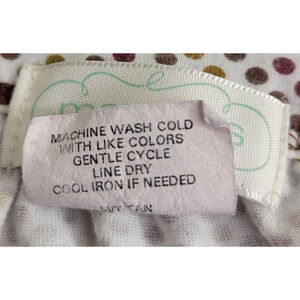 MACHINE WASH COLD
WITH LIKE COLORS
GENTLE CYCLE
LINE DRY
COOL IRON IF NEEDED